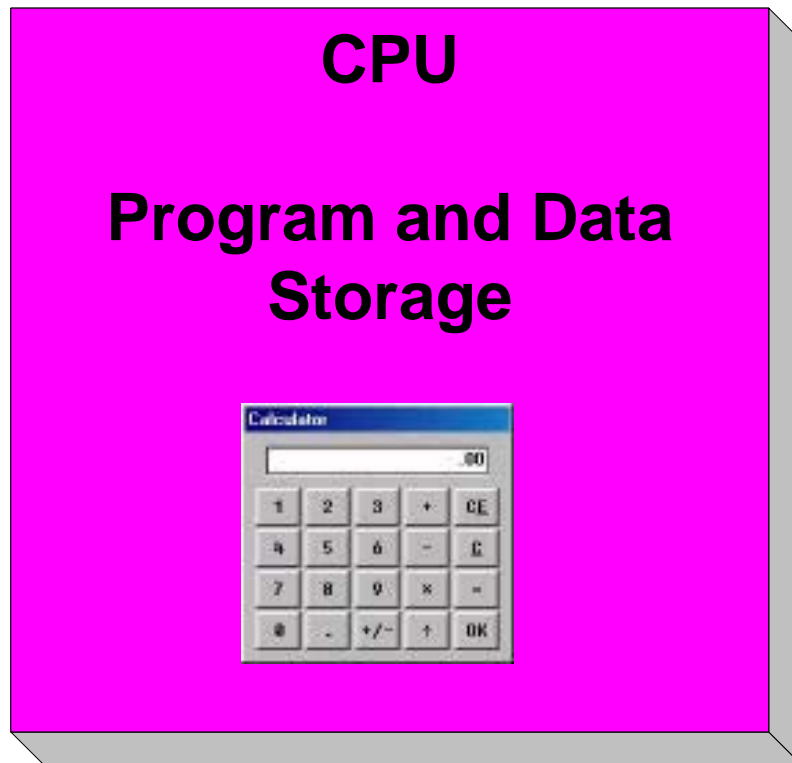 CPU
Program and Data
Storage
Calculator
.00
1 2 3 + CE
4 5 6 - C
7 8 9 × =
0 . +/- ↑ OK